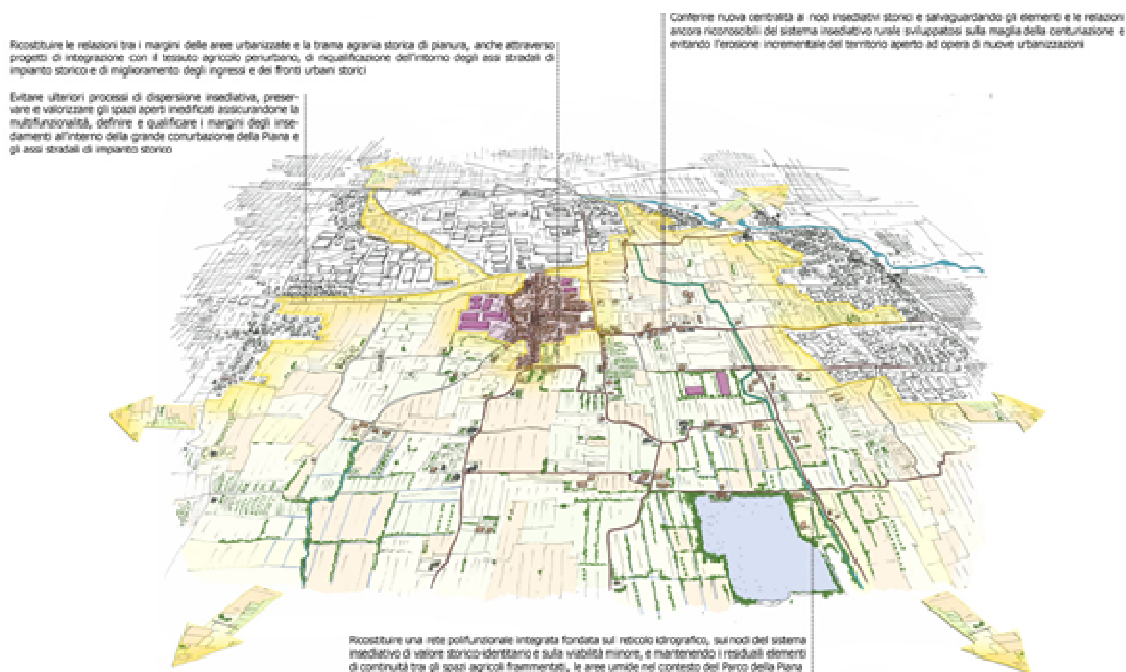 Conferire nuova centralità ai nodi insediativi storici e salvaguardando gli elementi e le relazioni
ancora riconoscibili del sistema insediativo rurale sviluppatosi sulla maglia della centuriazione e
evitando l'erosione incrementale del territorio aperto ad opera di nuove urbanizzazioni
Ricostituire le relazioni tra i margini delle aree urbanizzate e la trama agraria storica di pianura, anche attraverso
progetti di integrazione con il tessuto agricolo periurbano, di riqualificazione dell'intorno degli assi stradali di
impianto storico e di miglioramento degli ingressi e dei fronti urbani storici
Evitare ulteriori processi di dispersione insediativa, preser-
vare e valorizzare gli spazi aperti inedificati assicurandone la
multifunzionalità, definire e qualificare i margini degli inse-
diamenti all'interno della grande conurbazione della Piana e
gli assi stradali di impianto storico
Ricostituire una rete polifunzionale integrata fondata sul reticolo idrografico, sui nodi del sistema
insediativo di valore storico-identitario e sulla viabilità minore, e mantenendo i residuali elementi
di continuità tra gli spazi agricoli frammentati, le aree umide nel contesto del Parco della Piana